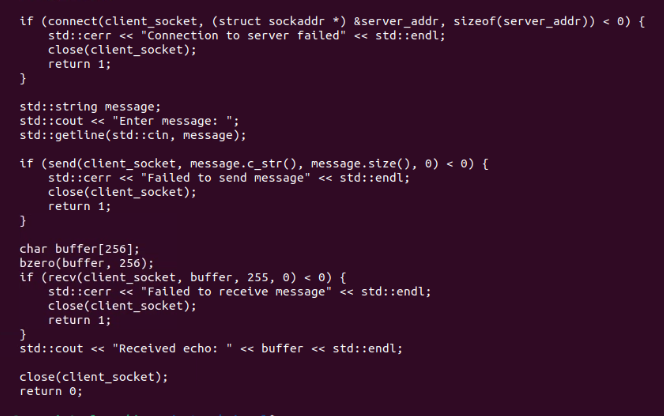 if (connect(client_socket, (struct sockaddr *) &server_addr, sizeof(server_addr)) < 0) {
    std::cerr << "Connection to server failed" << std::endl;
    close(client_socket);
    return 1;
}

std::string message;
std::cout << "Enter message: ";
std::getline(std::cin, message);

if (send(client_socket, message.c_str(), message.size(), 0) < 0) {
    std::cerr << "Failed to send message" << std::endl;
    close(client_socket);
    return 1;
}

char buffer[256];
bzero(buffer, 256);
if (recv(client_socket, buffer, 255, 0) < 0) {
    std::cerr << "Failed to receive message" << std::endl;
    close(client_socket);
    return 1;
}
std::cout << "Received echo: " << buffer << std::endl;

close(client_socket);
return 0;